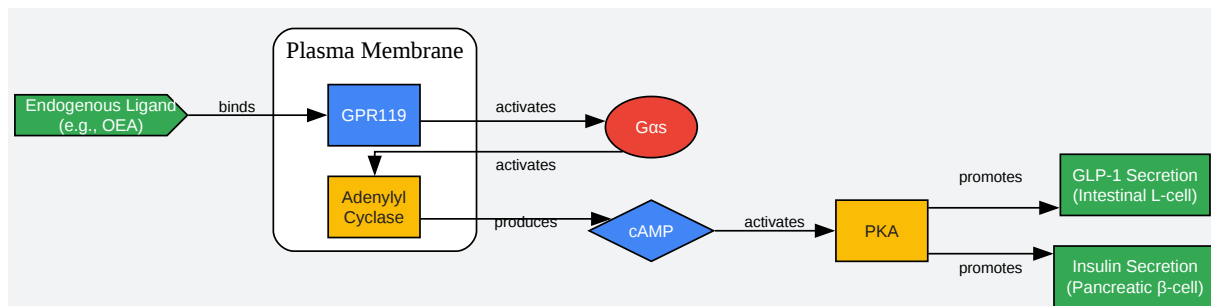 Plasma Membrane
Endogenous Ligand
(e.g., OEA)
binds
GPR119
activates
Gαs
activates
Adenylyl
Cyclase
produces
cAMP
activates
PKA
promotes
GLP-1 Secretion
(Intestinal L-cell)
promotes
Insulin Secretion
(Pancreatic β-cell)